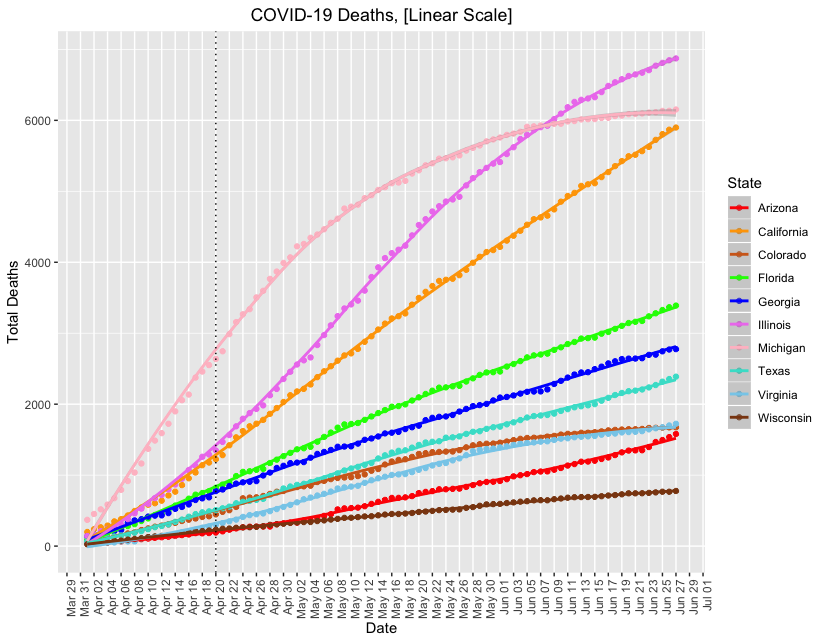 COVID-19 Deaths, [Linear Scale]
Total Deaths
6000
4000
2000
0
Mar 29
Mar 31
Apr 02
Apr 04
Apr 06
Apr 08
Apr 10
Apr 12
Apr 14
Apr 16
Apr 18
Apr 20
Apr 22
Apr 24
Apr 26
Apr 28
Apr 30
May 02
May 04
May 06
May 08
May 10
May 12
May 14
May 16
May 18
May 20
May 22
May 24
May 26
May 28
May 30
Jun 01
Jun 03
Jun 05
Jun 07
Jun 09
Jun 11
Jun 13
Jun 15
Jun 17
Jun 19
Jun 21
Jun 23
Jun 25
Jun 27
Jun 29
Jul 01
Date
State
Arizona
California
Colorado
Florida
Georgia
Illinois
Michigan
Texas
Virginia
Wisconsin